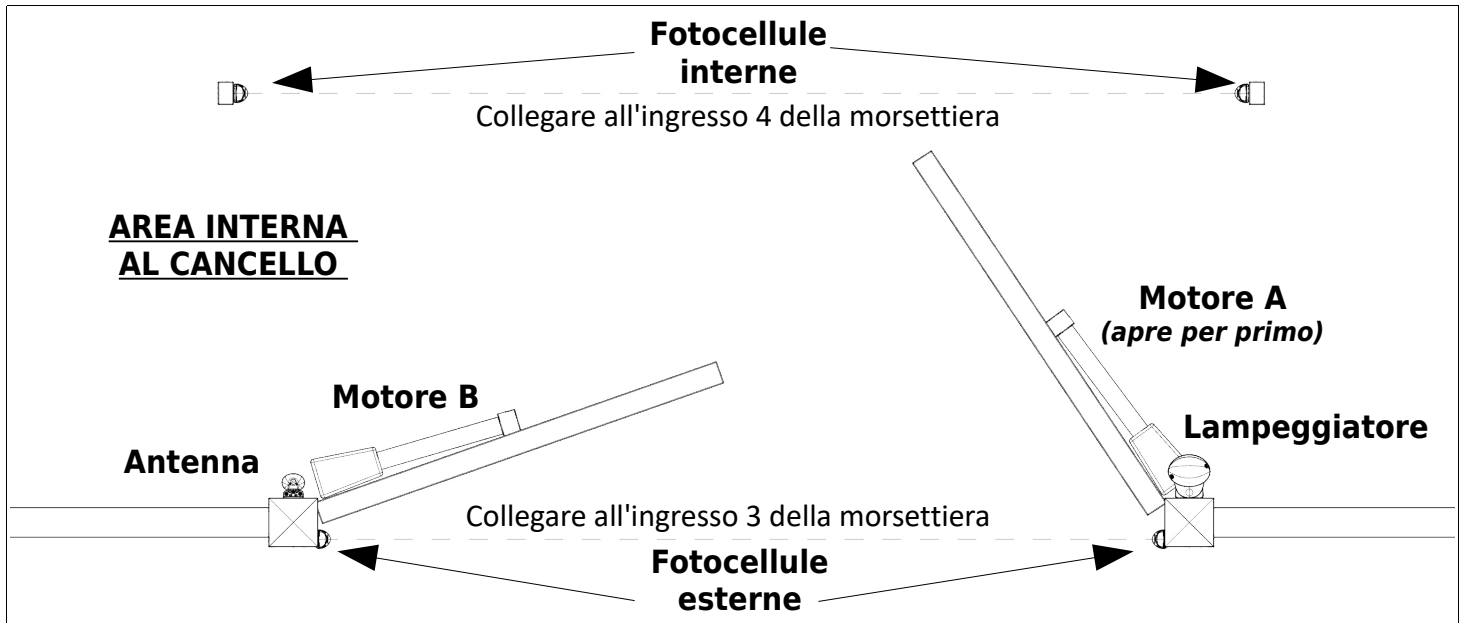 Fotocellule
interne
Collegare all'ingresso 4 della morsettiera
AREA INTERNA
AL CANCELLO
Motore A
(apre per primo)
Motore B
Lampeggiatore
Antenna
Collegare all'ingresso 3 della morsettiera
Fotocellule
esterne